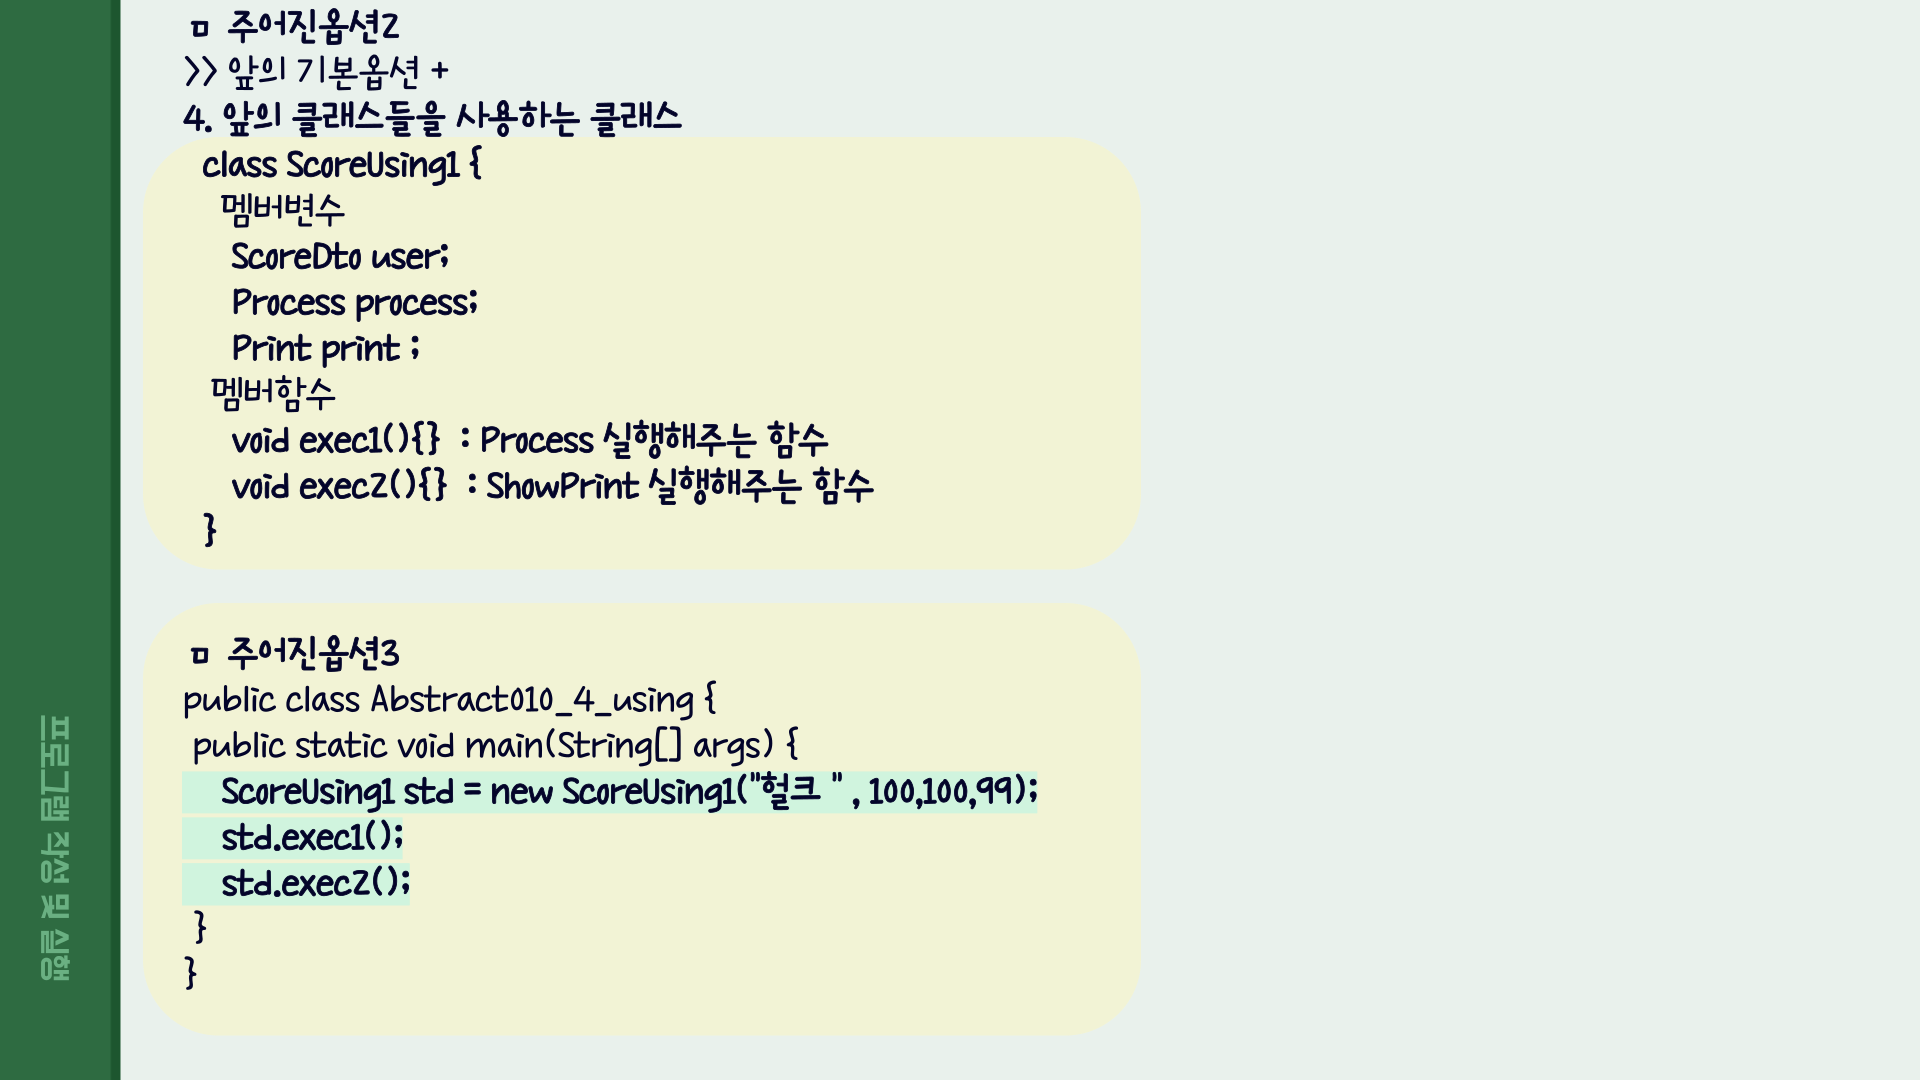 ㅁ 주어진옵션2
>> 앞의 기본옵션 +
4. 앞의 클래스들을 사용하는 클래스
class ScoreUsing1 {
멤버변수
ScoreDto user;
Process process;
Print print ;
멤버함수
void exec1(){} : Process 실행해주는 함수
void exec2(){} : ShowPrint 실행해주는 함수
}
ㅁ 주어진옵션3
public class Abstract010_4_using {
public static void main(String[] args) {
ScoreUsing1 std = new ScoreUsing1("헐크 " , 100,100,99);
std.exec1();
std.exec2();
}
}
프로그램 작성 및 실행